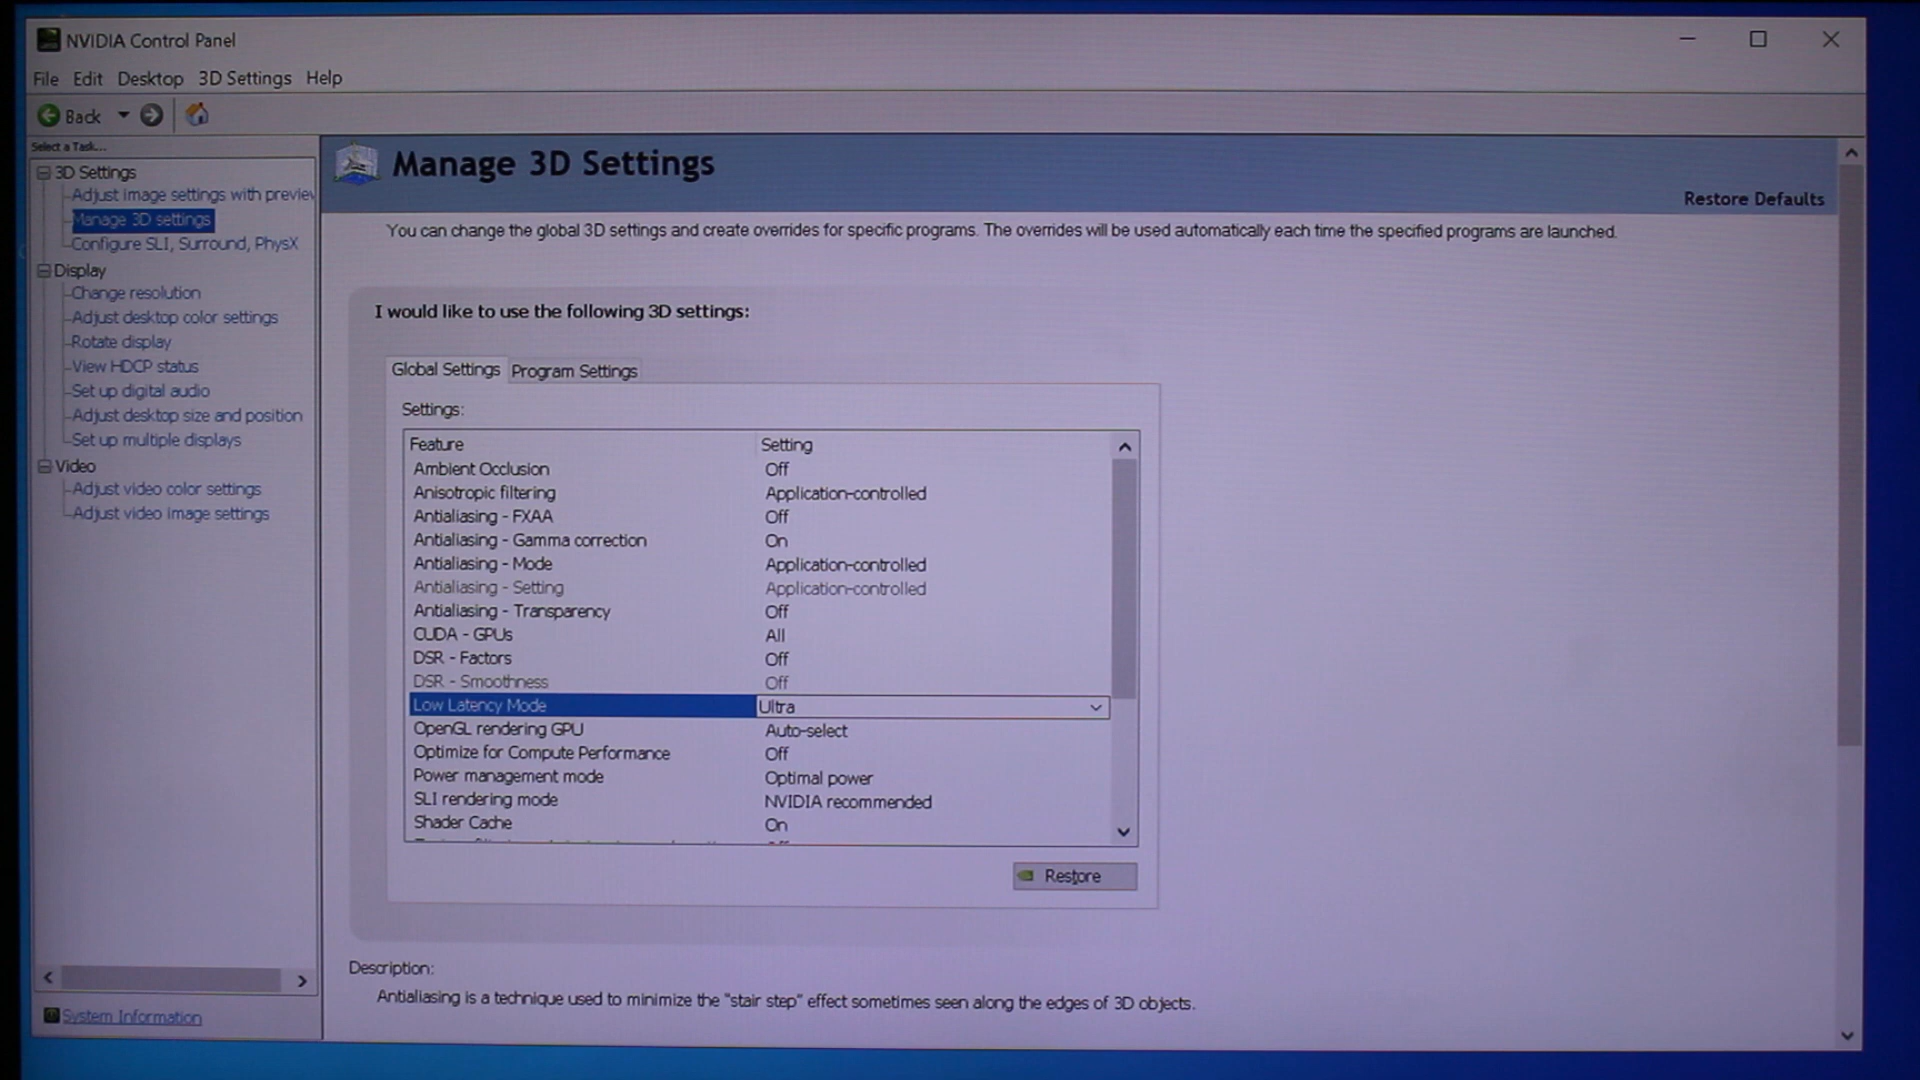 NVIDIA Control Panel
File Edit Desktop 3D Settings Help
Back
Select a Task...
3D Settings
Adjust image settings with preview
Manage 3D settings
Configure SLI, Surround, PhysX
Display
Change resolution
Adjust desktop color settings
Rotate display
View HDCP status
Set up digital audio
Adjust desktop size and position
Set up multiple displays
Video
Adjust video color settings
Adjust video image settings
System Information
Manage 3D Settings
Restore Defaults
You can change the global 3D settings and create overrides for specific programs. The overrides will be used automatically each time the specified programs are launched.
I would like to use the following 3D settings:
Global Settings Program Settings
Settings:
Feature Setting
Ambient Occlusion Off
Anisotropic filtering Application-controlled
Antialiasing - FXAA Off
Antialiasing - Gamma correction On
Antialiasing - Mode Application-controlled
Antialiasing - Setting Application-controlled
Antialiasing - Transparency Off
CUDA - GPUs All
DSR - Factors Off
DSR - Smoothness Off
Low Latency Mode Ultra
OpenGL rendering GPU Auto-select
Optimize for Compute Performance Off
Power management mode Optimal power
SLI rendering mode NVIDIA recommended
Shader Cache On
Restore
Description:
Antialiasing is a technique used to minimize the "stair step" effect sometimes seen along the edges of 3D objects.